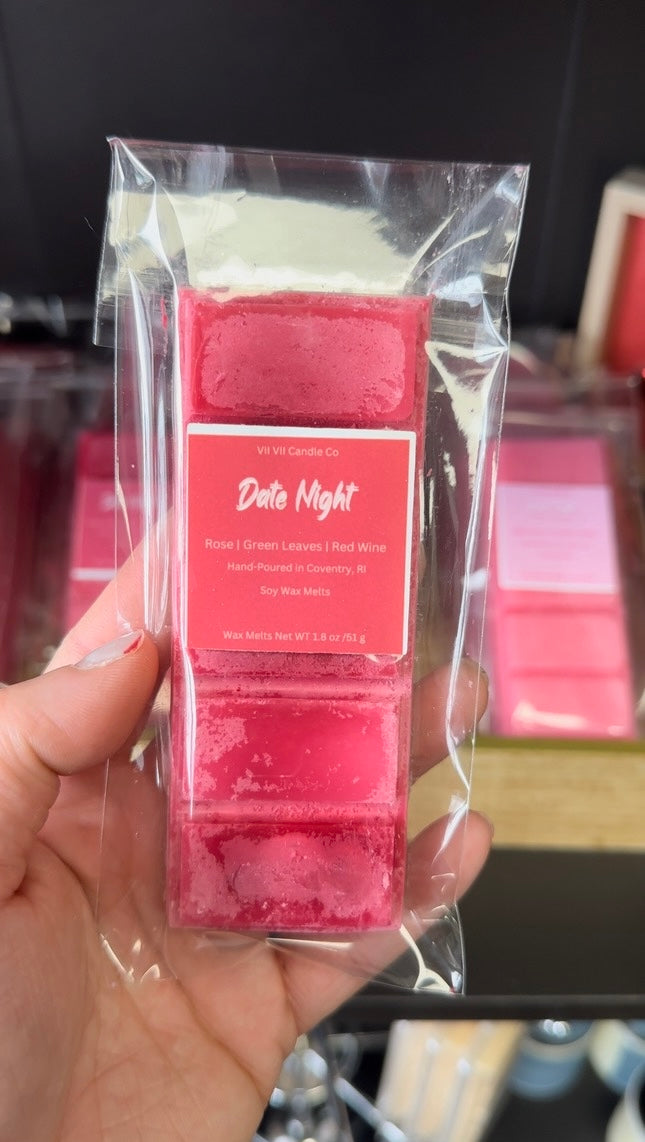 VII VII Candle Co
Date Night
Rose | Green Leaves | Red Wine
Hand-Poured in Coventry, RI
Soy Wax Melts
Wax Melts Net WT 1.8 oz /51 g